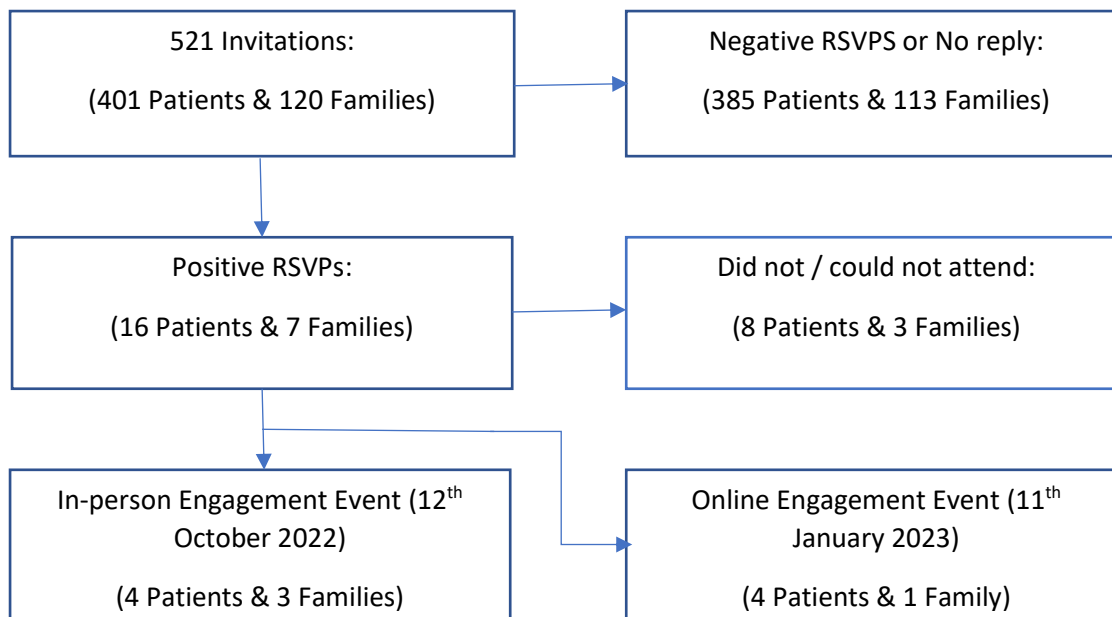 521 Invitations:
(401 Patients & 120 Families)
Negative RSVPS or No reply:
(385 Patients & 113 Families)
Positive RSVPs:
(16 Patients & 7 Families)
Did not / could not attend:
(8 Patients & 3 Families)
In-person Engagement Event (12th
October 2022)
(4 Patients & 3 Families)
Online Engagement Event (11th
January 2023)
(4 Patients & 1 Family)